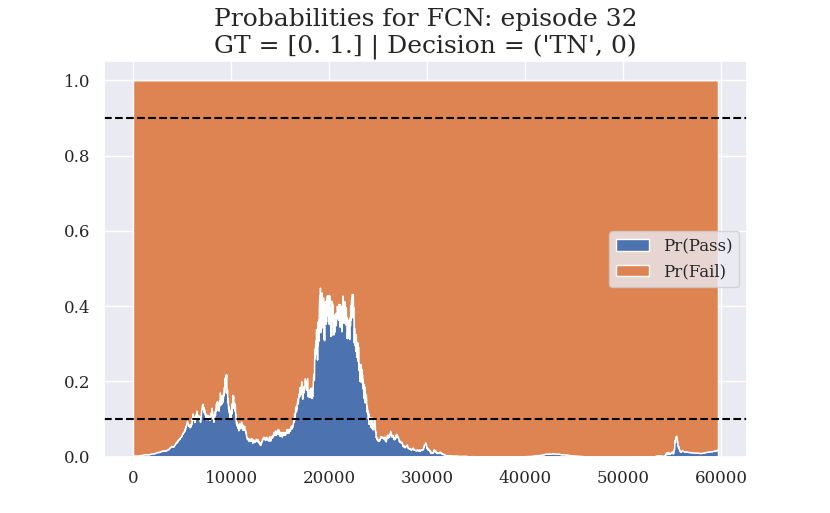 Probabilities for FCN: episode 32
GT = [0. 1.] | Decision = ('TN', 0)
1.0
0.8
0.6
0.4
0.2
0.0
Pr(Pass)
Pr(Fail)
0 10000 20000 30000 40000 50000 60000